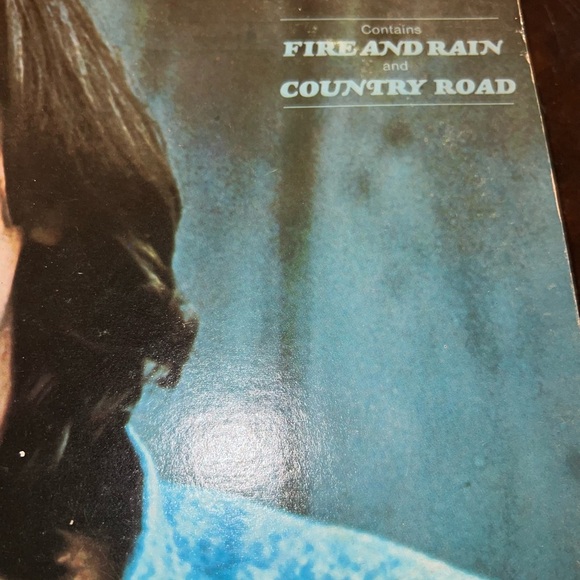 Contains
FIRE AND RAIN
and
COUNTRY ROAD